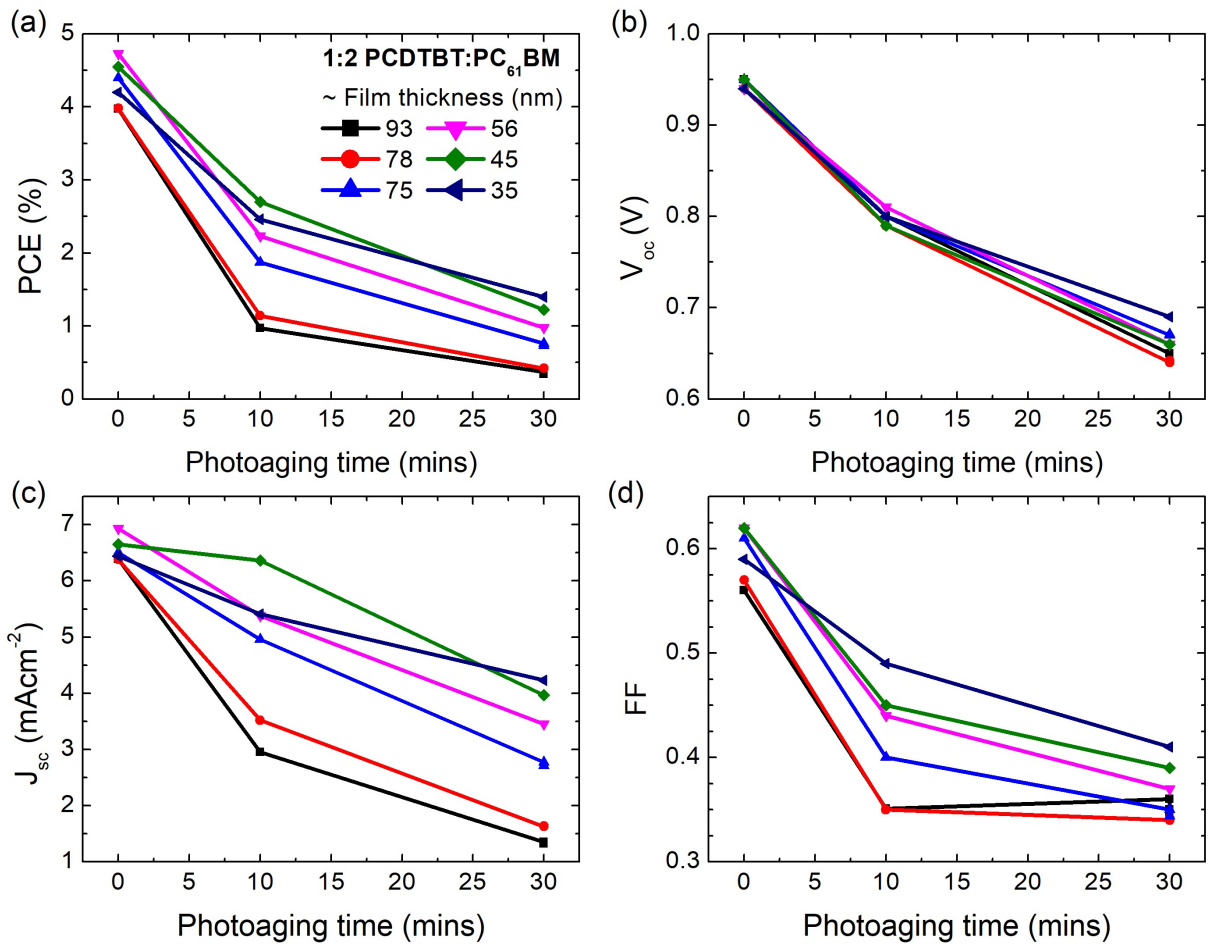 (a)
5
4
3
2
1
0
PCE (%)
1:2 PCDTBT:PC61BM
~ Film thickness (nm)
93 56
78 45
75 35
0 5 10 15 20 25 30
Photoaging time (mins)
(b)
1.0
0.9
0.8
0.7
0.6
Voc (V)
0 5 10 15 20 25 30
Photoaging time (mins)
(c)
7
6
5
4
3
2
1
Jsc (mAcm-2)
0 5 10 15 20 25 30
Photoaging time (mins)
(d)
0.6
0.5
0.4
0.3
FF
0 5 10 15 20 25 30
Photoaging time (mins)